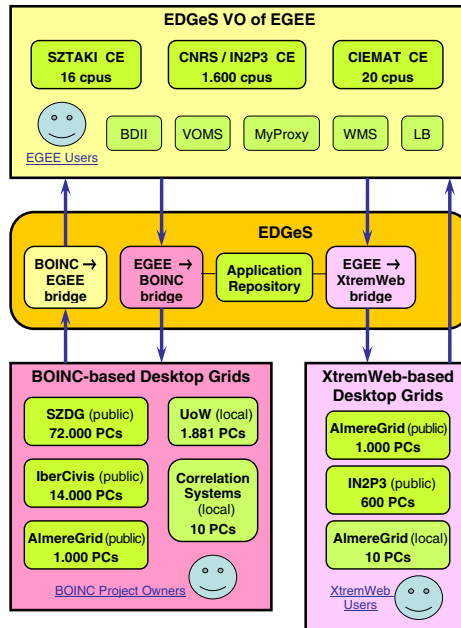 EDGeS VO of EGEE
SZTAKI CE
16 cpus
CNRS / IN2P3 CE
1.600 cpus
CIEMAT CE
20 cpus
EGEE Users
BDII
VOMS
MyProxy
WMS
LB
EDGeS
BOINC →
EGEE
bridge
EGEE →
BOINC
bridge
Application
Repository
EGEE →
XtremWeb
bridge
BOINC-based Desktop Grids
SZDG (public)
72.000 PCs
UoW (local)
1.881 PCs
IberCivis (public)
14.000 PCs
Correlation
Systems
(local)
10 PCs
AlmereGrid (public)
1.000 PCs
BOINC Project Owners
XtremWeb-based
Desktop Grids
AlmereGrid (public)
1.000 PCs
IN2P3 (public)
600 PCs
AlmereGrid (local)
10 PCs
XtremWeb
Users